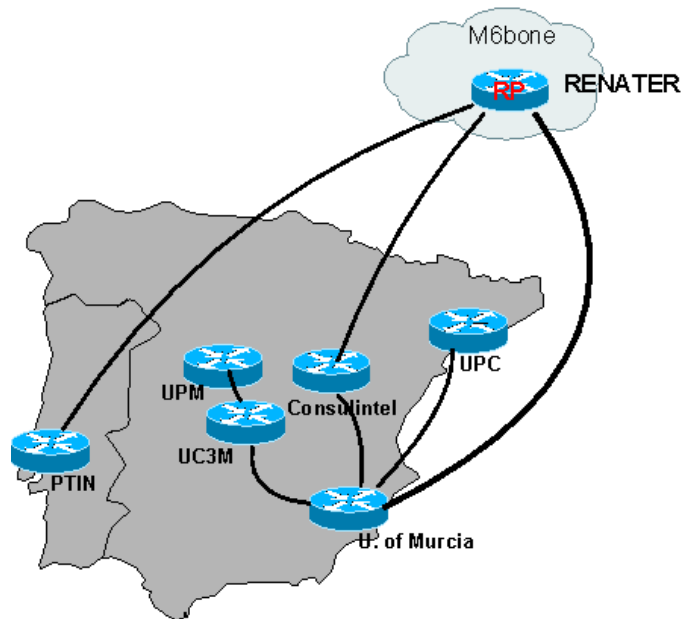 M6bone
RP
RENATER
UPC
UPM
Consulintel
UC3M
PTIN
U. of Murcia